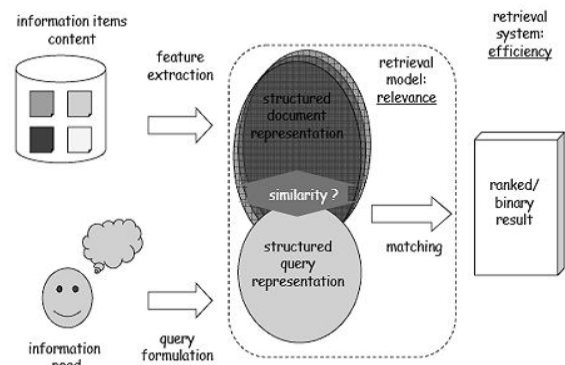 information items
content
feature
extraction
structured
document
representation
retrieval
model:
relevance
retrieval
system:
efficiency
similarity ?
structured
query
representation
matching
ranked/
binary
result
information
need
query
formulation